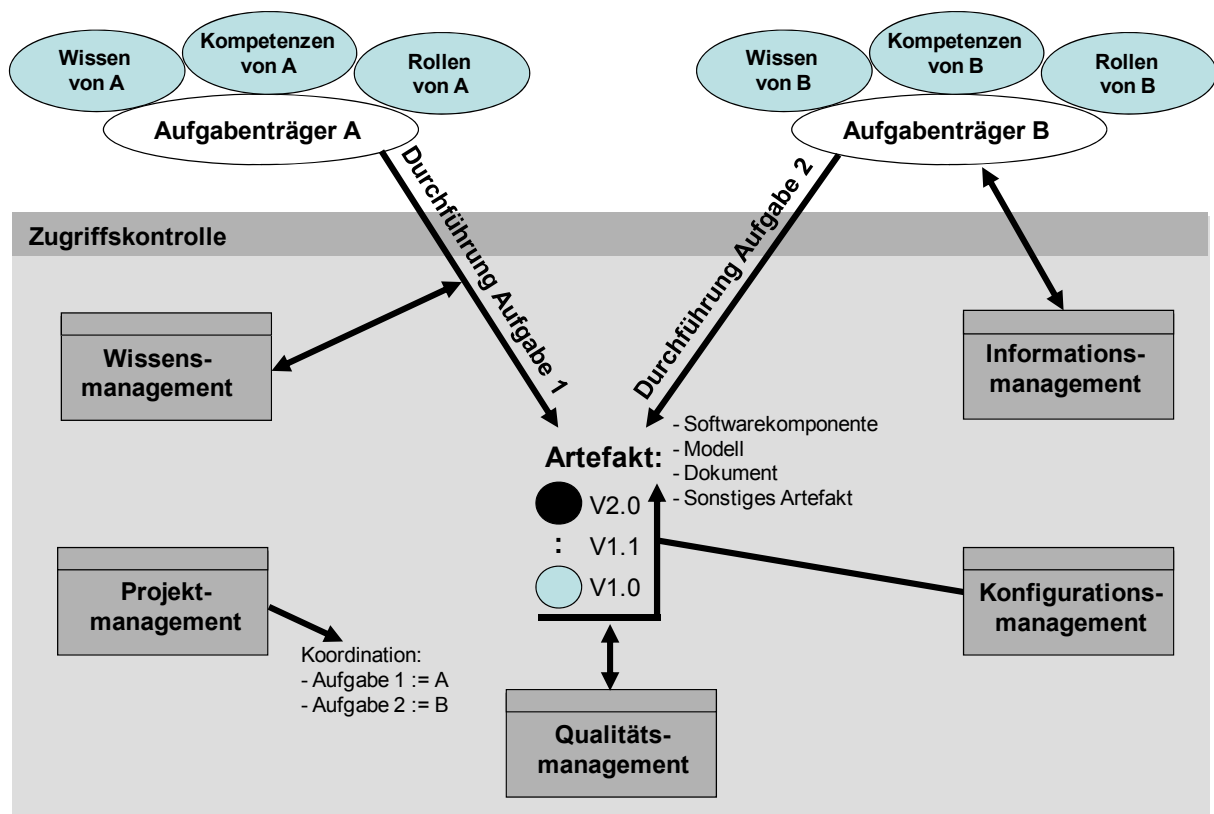 Wissen
von A
Kompetenzen
von A
Rollen
von A
Aufgabenträger A
Wissen
von B
Kompetenzen
von B
Rollen
von B
Aufgabenträger B
Durchführung Aufgabe 1
Durchführung Aufgabe 2
Zugriffskontrolle
Wissens-
management
Informations-
management
Artefakt:
- Softwarekomponente
- Modell
- Dokument
- Sonstiges Artefakt
V2.0
: V1.1
V1.0
Projekt-
management
Koordination:
- Aufgabe 1 := A
- Aufgabe 2 := B
Konfigurations-
management
Qualitäts-
management